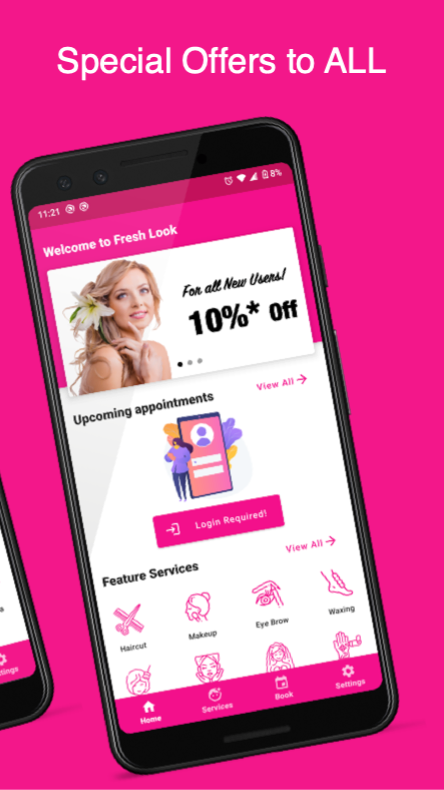 Special Offers to ALL
11:21
8%
Welcome to Fresh Look
For all New Users!
10%* Off
View All
Upcoming appointments
Login Required!
View All
Feature Services
Haircut
Makeup
Eye Brow
Waxing
Home
Services
Book
Settings